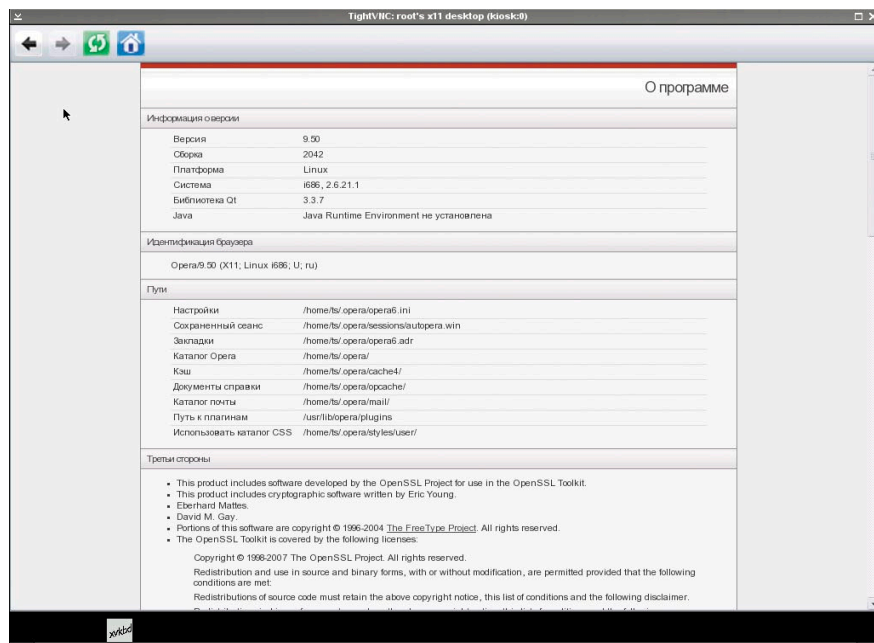 TightVNC: root's x11 desktop (kiosk:0)
О программе
Информация о версии
Версия 9.50
Сборка 2042
Платформа Linux
Система i686, 2.6.21.1
Библиотека Qt 3.3.7
Java Java Runtime Environment не установлена
Идентификация браузера
Opera/9.50 (X11; Linux i686; U; ru)
Пути
Настройки /home/ts/.opera/opera6.ini
Сохраненный сеанс /home/ts/.opera/sessions/autopera.win
Закладки /home/ts/.opera/opera6.adr
Каталог Opera /home/ts/.opera/
Кэш /home/ts/.opera/cache4/
Документы справки /home/ts/.opera/opcache/
Каталог почты /home/ts/.opera/mail/
Путь к плагинам /usr/lib/opera/plugins
Использовать каталог CSS /home/ts/.opera/styles/user/
Третьи стороны
This product includes software developed by the OpenSSL Project for use in the OpenSSL Toolkit.
This product includes cryptographic software written by Eric Young.
Eberhard Mattes.
David M. Gay.
Portions of this software are copyright © 1996-2004 The FreeType Project. All rights reserved.
The OpenSSL Toolkit is covered by the following licenses:
Copyright © 1998-2007 The OpenSSL Project. All rights reserved.
Redistribution and use in source and binary forms, with or without modification, are permitted provided that the following
conditions are met:
Redistributions of source code must retain the above copyright notice, this list of conditions and the following disclaimer.
xvkbd